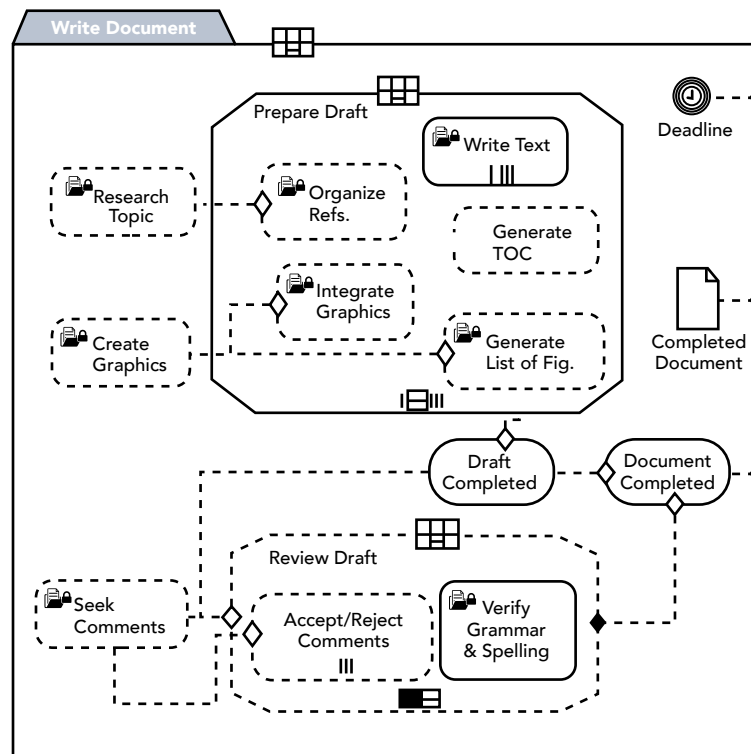 Write Document
Prepare Draft
Write Text
Deadline
Research
Topic
Organize
Refs.
Generate
TOC
Integrate
Graphics
Create
Graphics
Generate
List of Fig.
Completed
Document
Draft
Completed
Document
Completed
Review Draft
Seek
Comments
Accept/Reject
Comments
Verify
Grammar
& Spelling